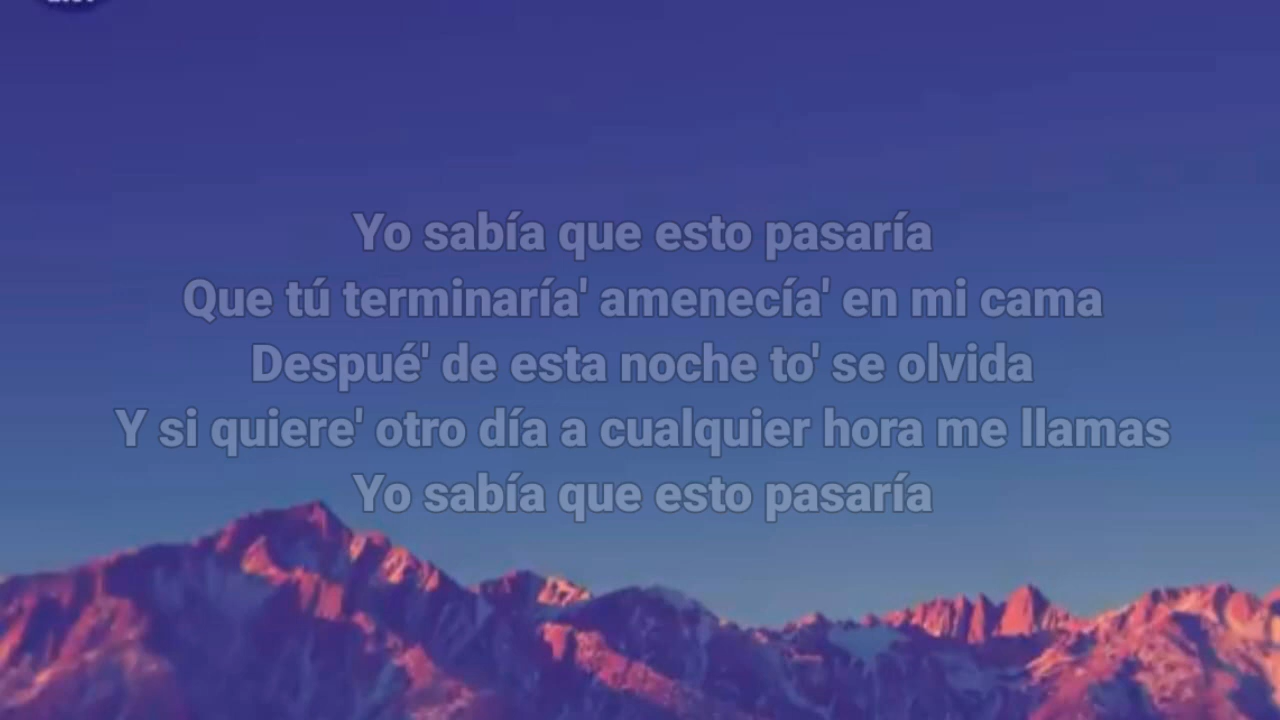 Yo sabía que esto pasaría
Que tú terminaría' amenecía' en mi cama
Despué' de esta noche to' se olvida
Y si quiere' otro día a cualquier hora me llamas
Yo sabía que esto pasaría